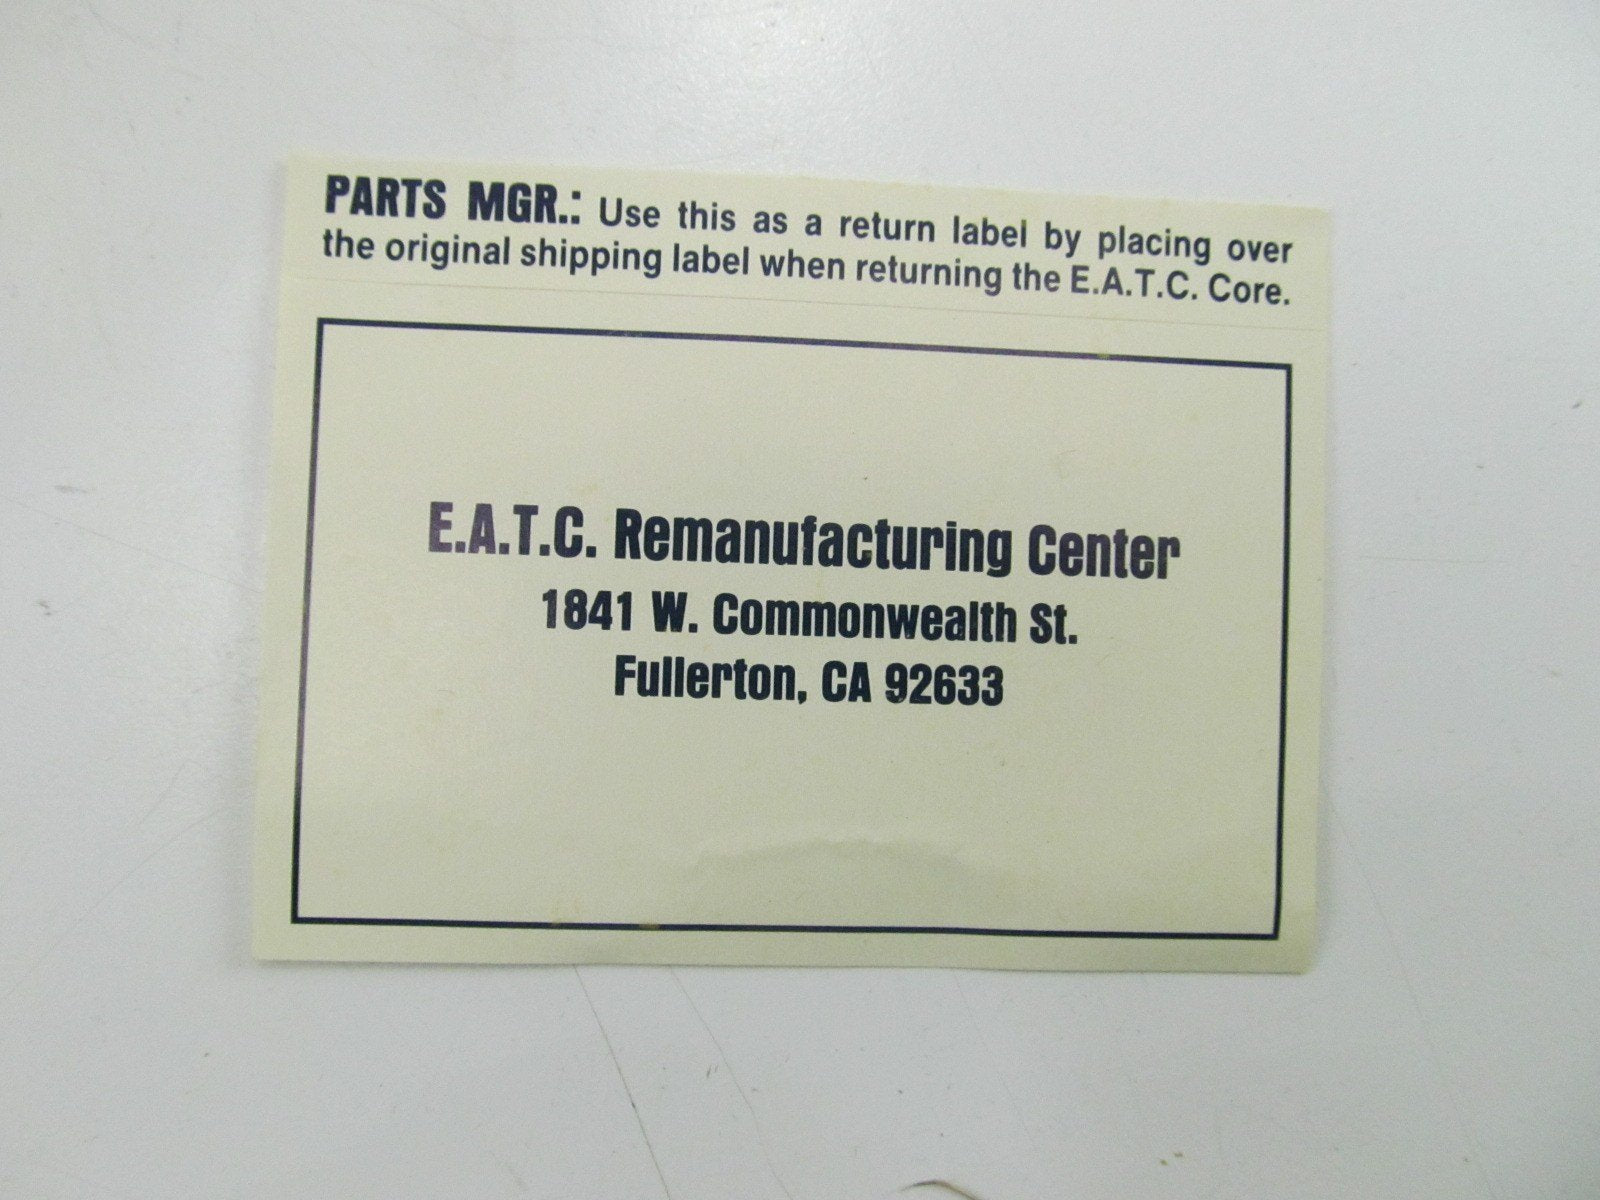 PARTS MGR.: Use this as a return label by placing over
the original shipping label when returning the E.A.T.C. Core.
E.A.T.C. Remanufacturing Center
1841 W. Commonwealth St.
Fullerton, CA 92633